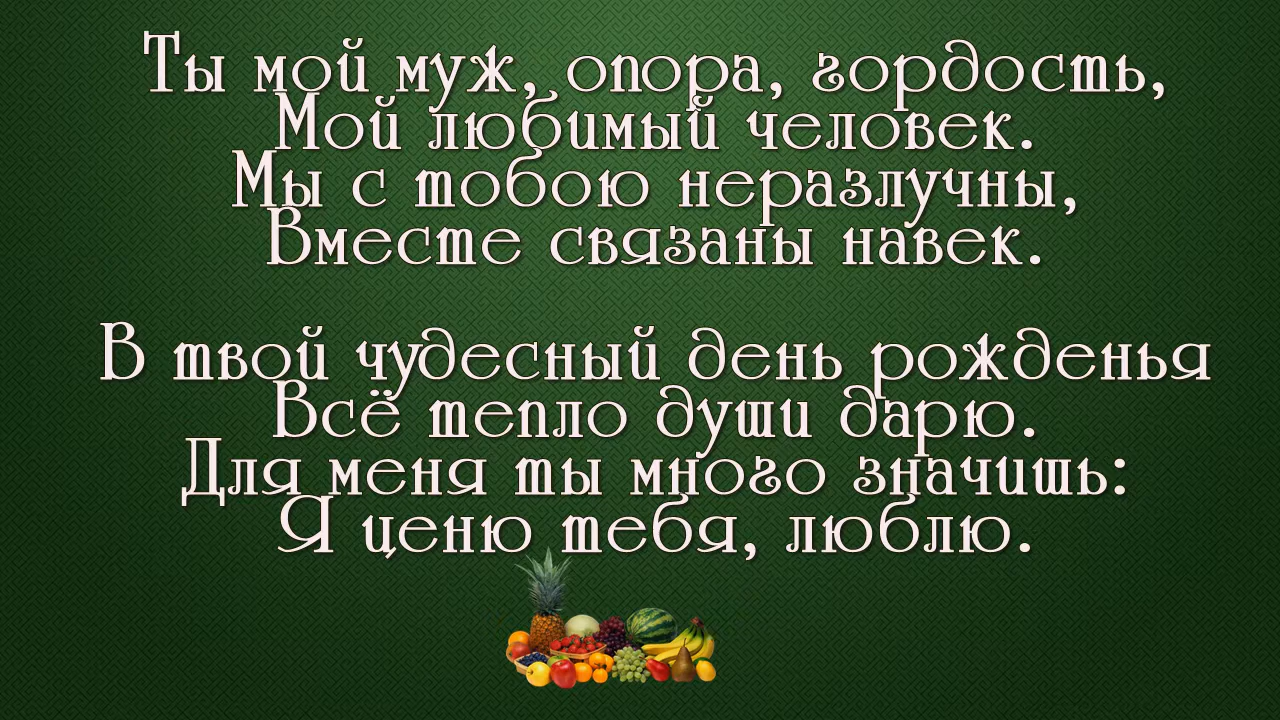 Ты мой муж, опора, гордость,
Мой любимый человек.
Мы с тобою неразлучны,
Вместе связаны навек.
В твой чудесный день рожденья
Всё тепло души дарю.
Для меня ты много значишь:
Я ценю тебя, люблю.